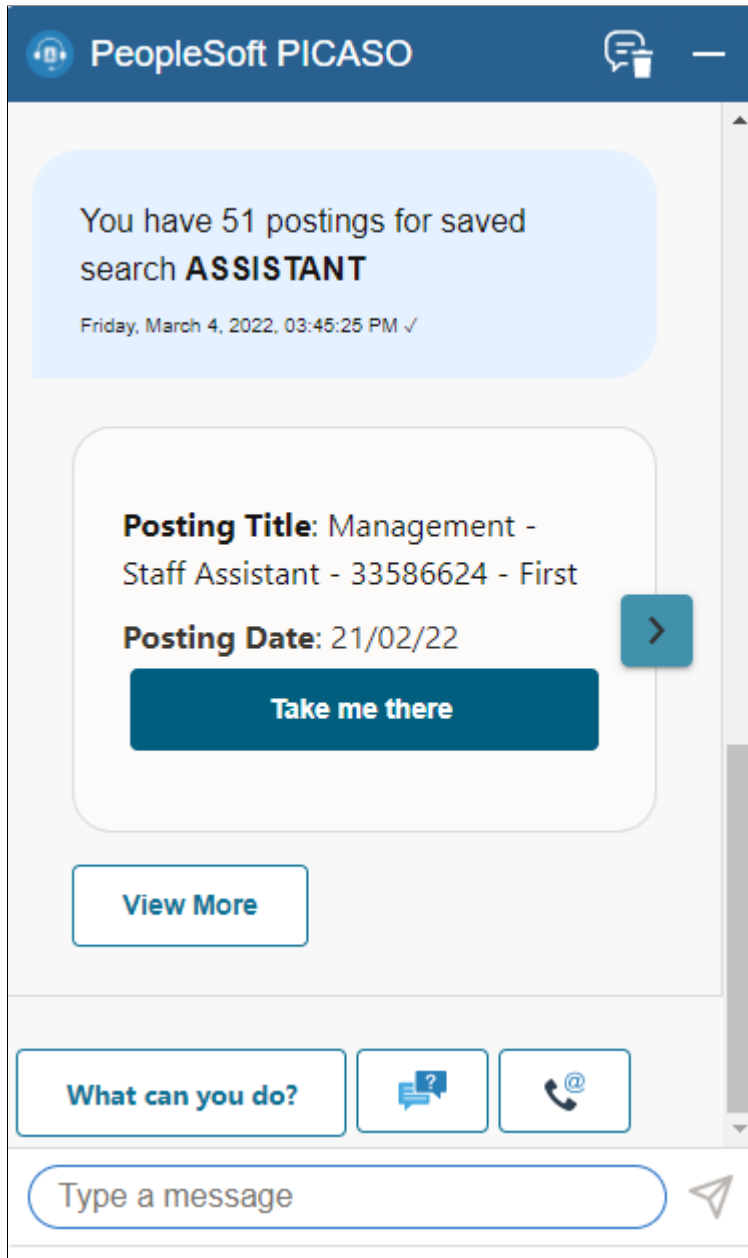 PeopleSoft PICASO
You have 51 postings for saved
search ASSISTANT
Friday, March 4, 2022, 03:45:25 PM ✓
Posting Title: Management -
Staff Assistant - 33586624 - First
Posting Date: 21/02/22
Take me there
View More
What can you do?
?
@
Type a message